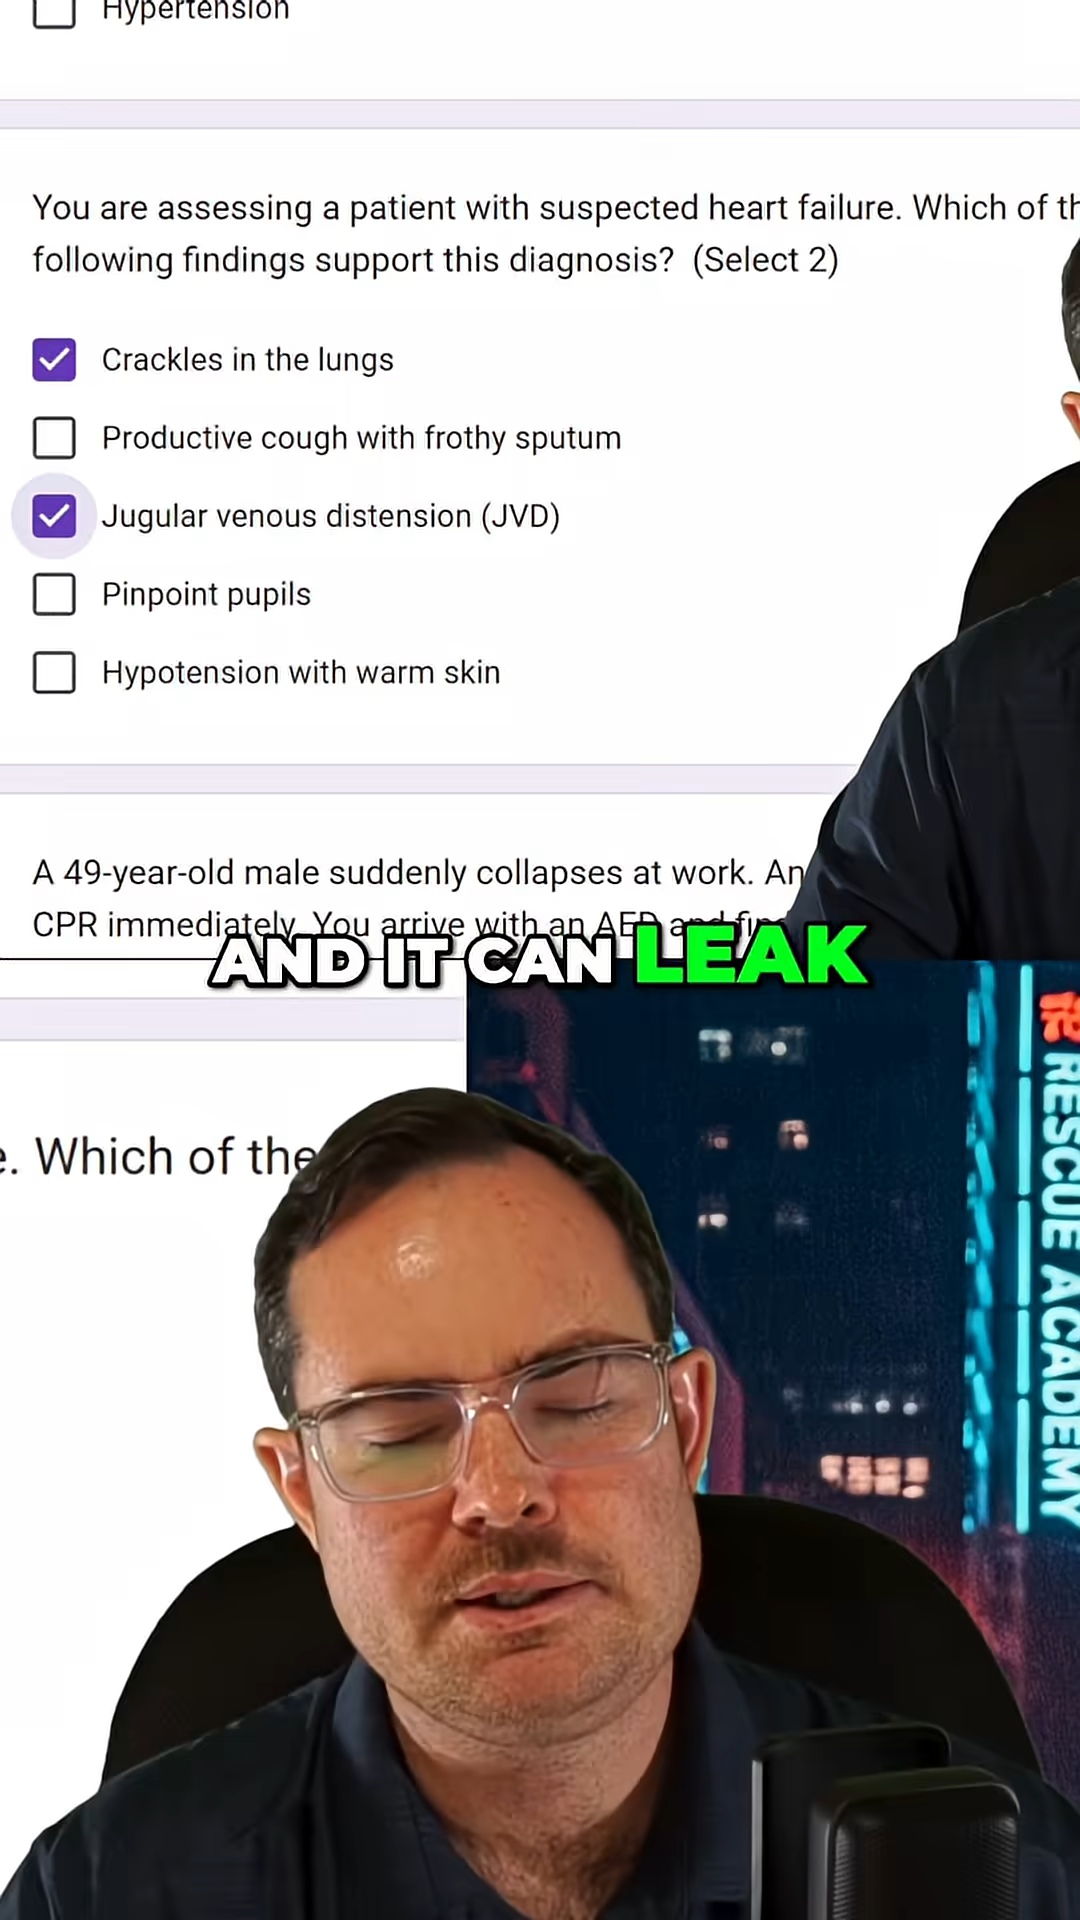 Hypertension
You are assessing a patient with suspected heart failure. Which of th
following findings support this diagnosis? (Select 2)
Crackles in the lungs
Productive cough with frothy sputum
Jugular venous distension (JVD)
Pinpoint pupils
Hypotension with warm skin
A 49-year-old male suddenly collapses at work. An
CPR immediately. You arrive with an AED and fin
AND IT CAN LEAK
e. Which of the
RESCUE ACADEMY